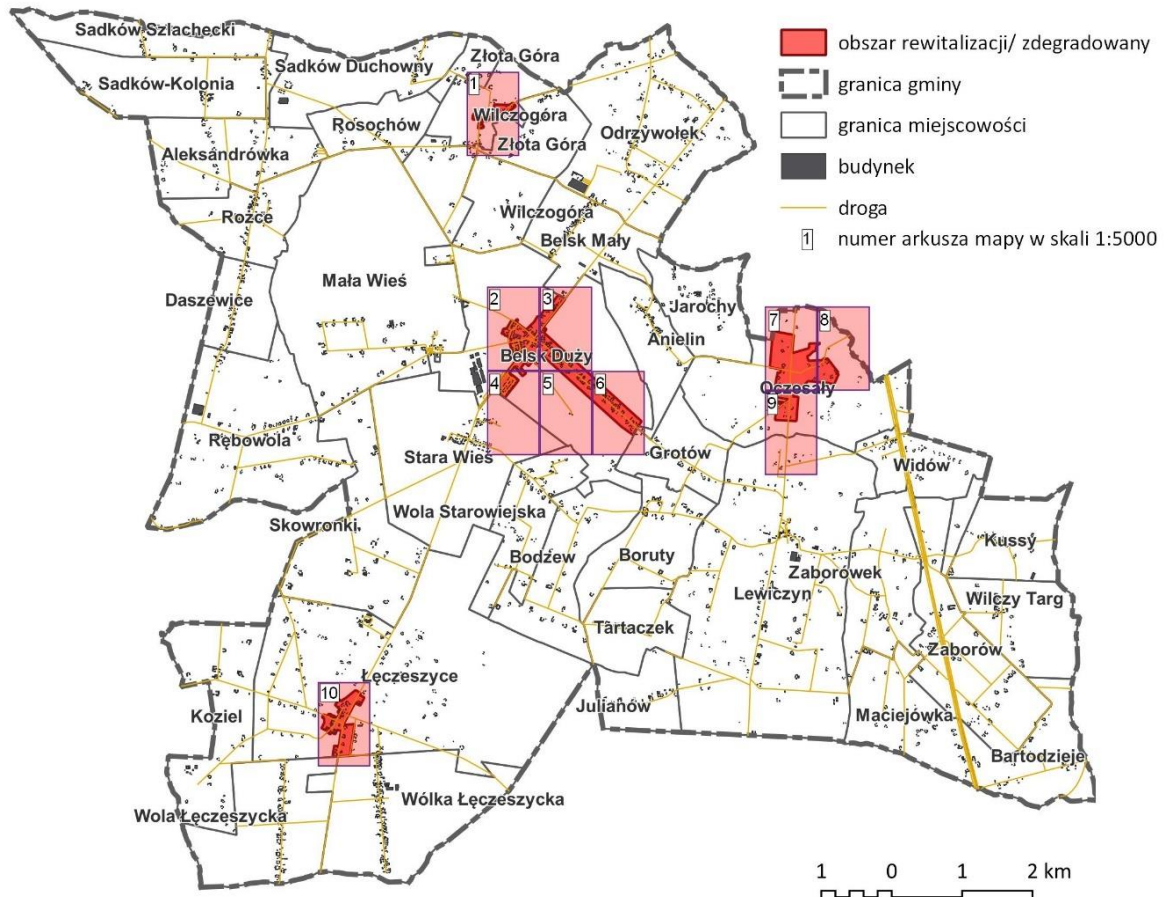 Sadków Szlachecki
Złota Góra
obszar rewitalizacji/ zdegradowany
Sadków Duchowny
Sadków-Kolonia
1
granica gminy
Wilczogóra
Rosochów
granica miejscowości
Odrzywołek
Złota Góra
Aleksandrówka
budynek
droga
Rożce
Wilczogóra
Belsk Mały
1 numer arkusza mapy w skali 1:5000
Mała Wieś
Daszewice
2
3
Jarochy
7
8
Anielin
Belsk Duży
4
5
6
Oczesały
9
Rębowola
Stara Wieś
Grotów
Widów
Wola Starowiejska
Skowronki
Kussy
Bodzew
Boruty
Zaborówek
Lewiczyn
Wilczy Targ
Tartaczek
Zaborów
Łęczeszyce
10
Julianów
Koziel
Maciejówka
Bartodzieje
Wólka Łęczeszycka
Wola Łęczeszycka
1 0 1 2 km